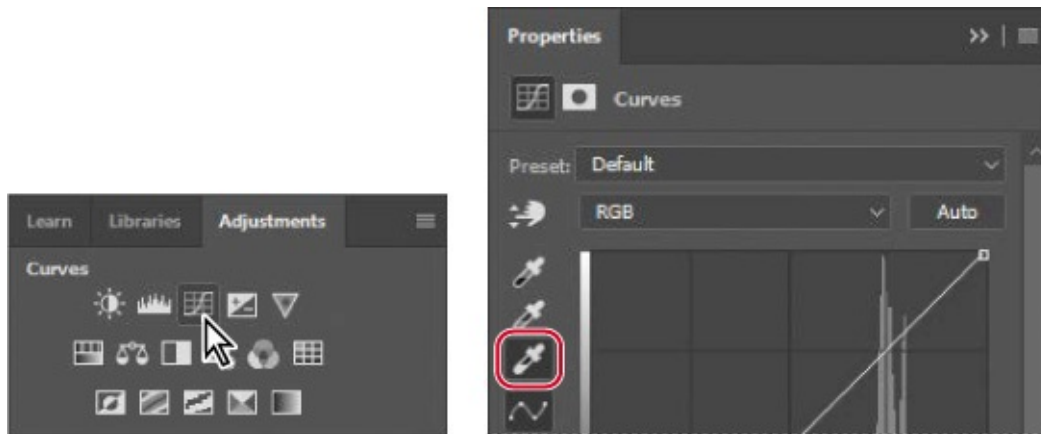 Learn Libraries Adjustments
Curves
Properties
Curves
Preset: Default
RGB Auto